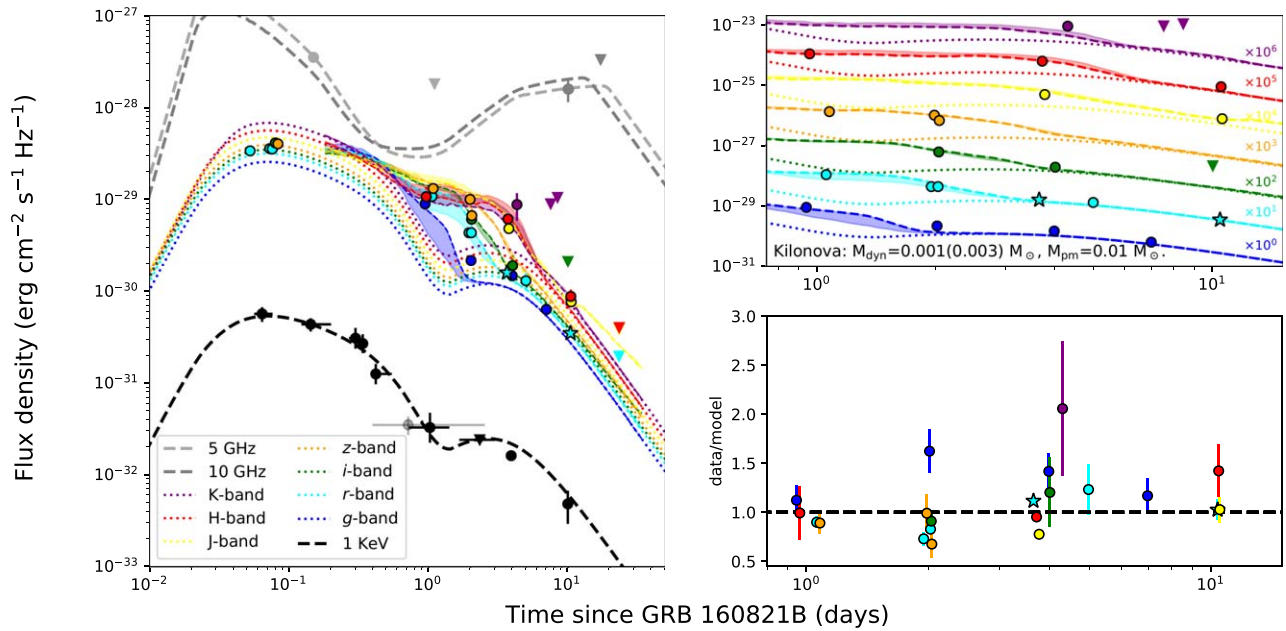 Flux density (erg cm⁻² s⁻¹ Hz⁻¹)
10⁻²⁷
10⁻²⁸
10⁻²⁹
10⁻³⁰
10⁻³¹
10⁻³²
10⁻³³
5 GHz
10 GHz
K-band
H-band
J-band
z-band
i-band
r-band
g-band
1 KeV
10⁻²
10⁻¹
10⁰
10¹
10⁻²³
10⁻²⁵
10⁻²⁷
10⁻²⁹
10⁻³¹
×10⁶
×10⁵
×10⁴
×10³
×10²
×10¹
×10⁰
Kilonova: M_dyn=0.001(0.003) M_⊙, M_pm=0.01 M_⊙.
10⁰
10¹
data/model
3.0
2.5
2.0
1.5
1.0
0.5
10⁰
10¹
Time since GRB 160821B (days)